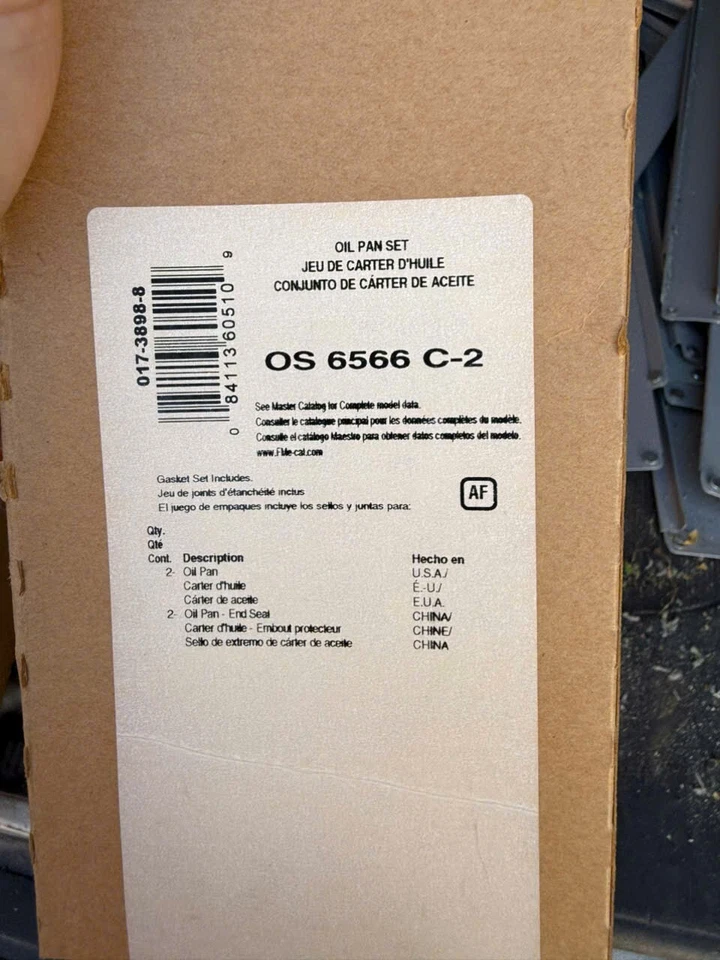 OIL PAN SET
JEU DE CARTER D'HUILE
CONJUNTO DE CÁRTER DE ACEITE
017-3898-8
0 84113 60510 9
OS 6566 C-2
See Master Catalog for Complete model data.
Consulter le catalogue principal pour les données complètes du modèle.
Consulte el catálogo Maestro para obtener datos completos del modelo.
www.FMe-cat.com
Gasket Set Includes.
Jeu de joints d'étanchéité inclus
El juego de empaques incluye los sellos y juntas para:
AF
Qty.
Qté
Cont. Description Hecho en
2- Oil Pan U.S.A./
Carter d'huile É.-U./
Cárter de aceite E.U.A.
2- Oil Pan - End Seal CHINA/
Carter d'huile - Embout protecteur CHINE/
Sello de extremo de cárter de aceite CHINA